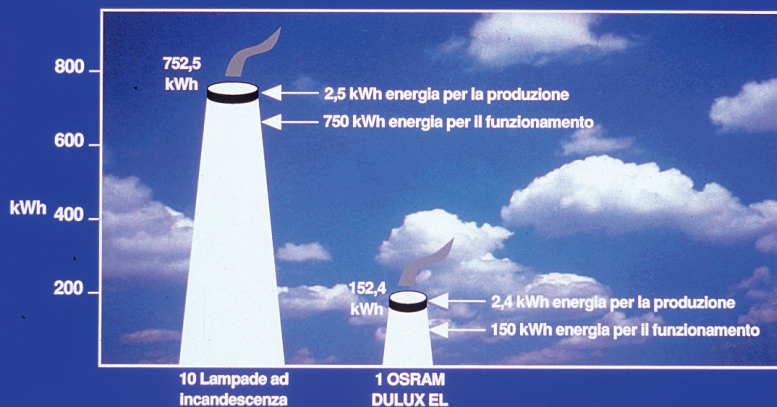 800
600
kWh 400
200
752,5
kWh
2,5 kWh energia per la produzione
750 kWh energia per il funzionamento
152,4
kWh
2,4 kWh energia per la produzione
150 kWh energia per il funzionamento
10 Lampade ad
incandescenza
1 OSRAM
DULUX EL